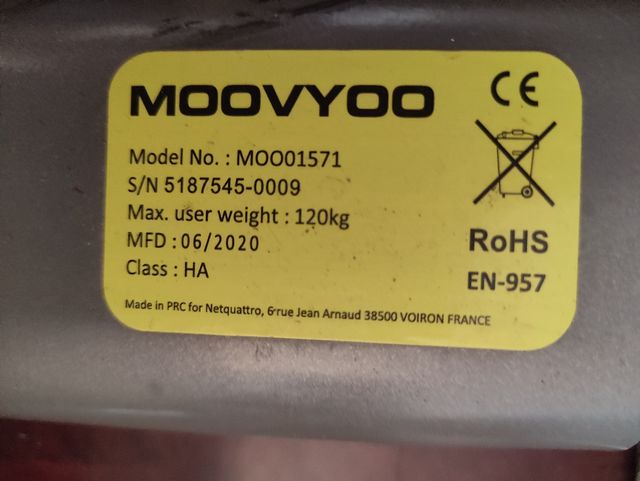 MOOVYOO
CE
Model No. : MOO01571
S/N 5187545-0009
Max. user weight : 120kg
MFD : 06/2020
RoHS
Class : HA
EN-957
Made in PRC for Netquattro, 6 rue Jean Arnaud 38500 VOIRON FRANCE